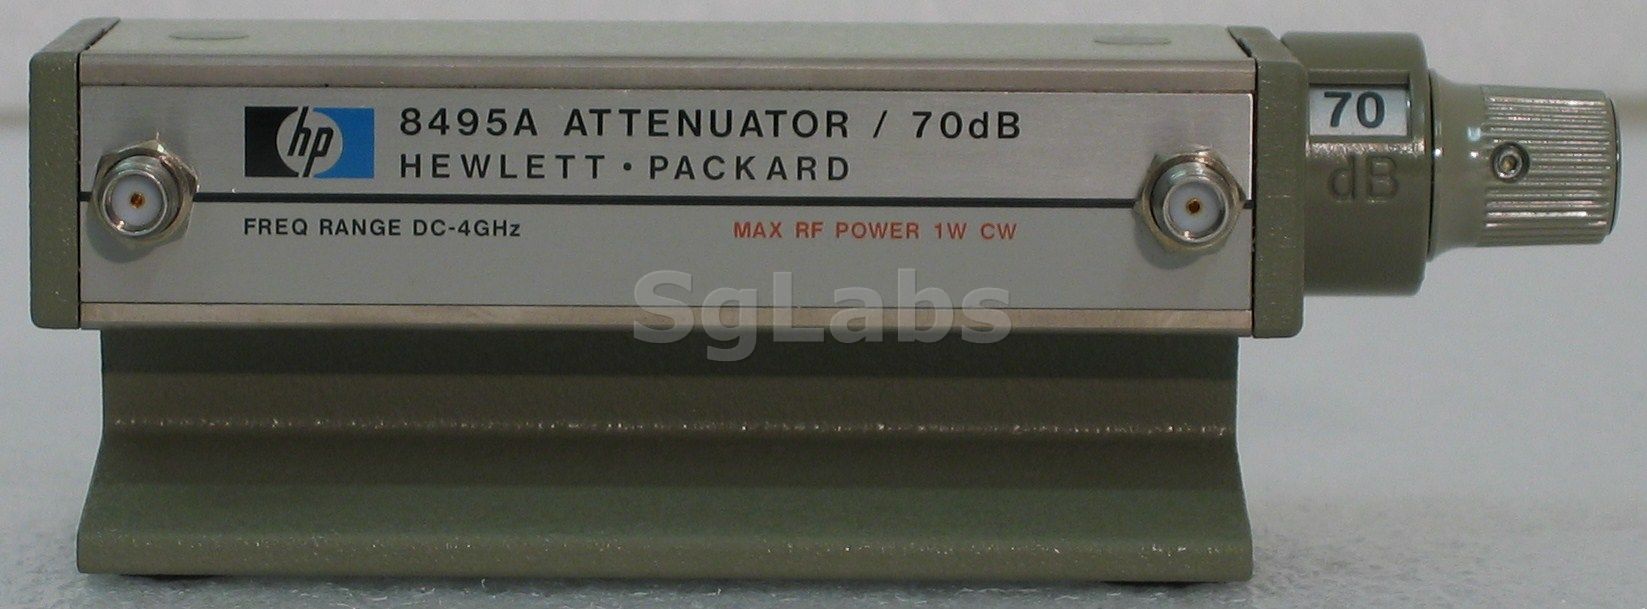 hp
8495A ATTENUATOR / 70dB
HEWLETT • PACKARD
FREQ RANGE DC-4GHz
MAX RF POWER 1W CW
70
dB
SgLabs